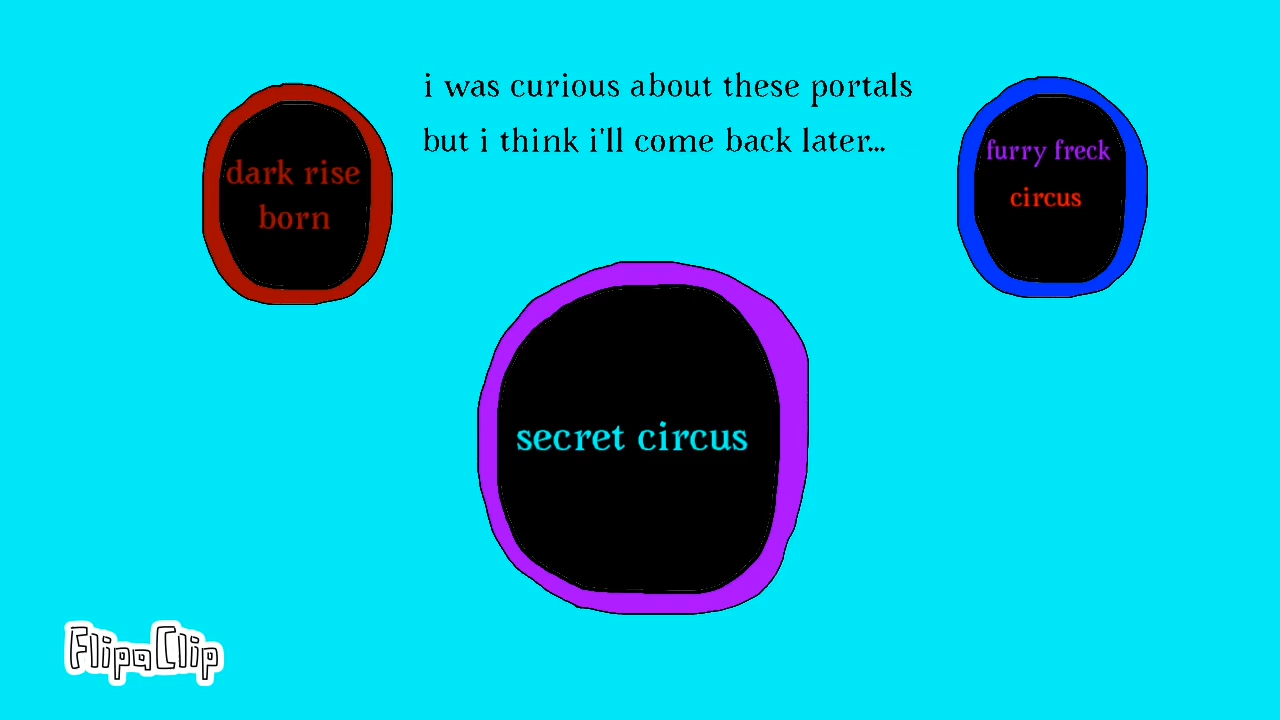 i was curious about these portals
but i think i'll come back later...
dark rise
born
furry freck
circus
secret circus
FlipaClip